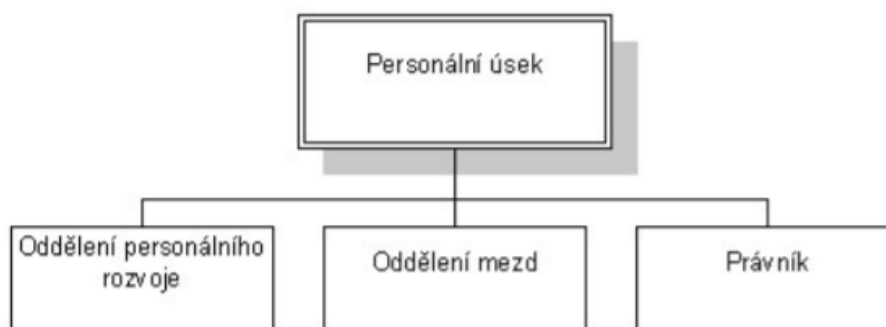 Personální úsek
Oddělení personálního
rozvoje
Oddělení mezd
Právník